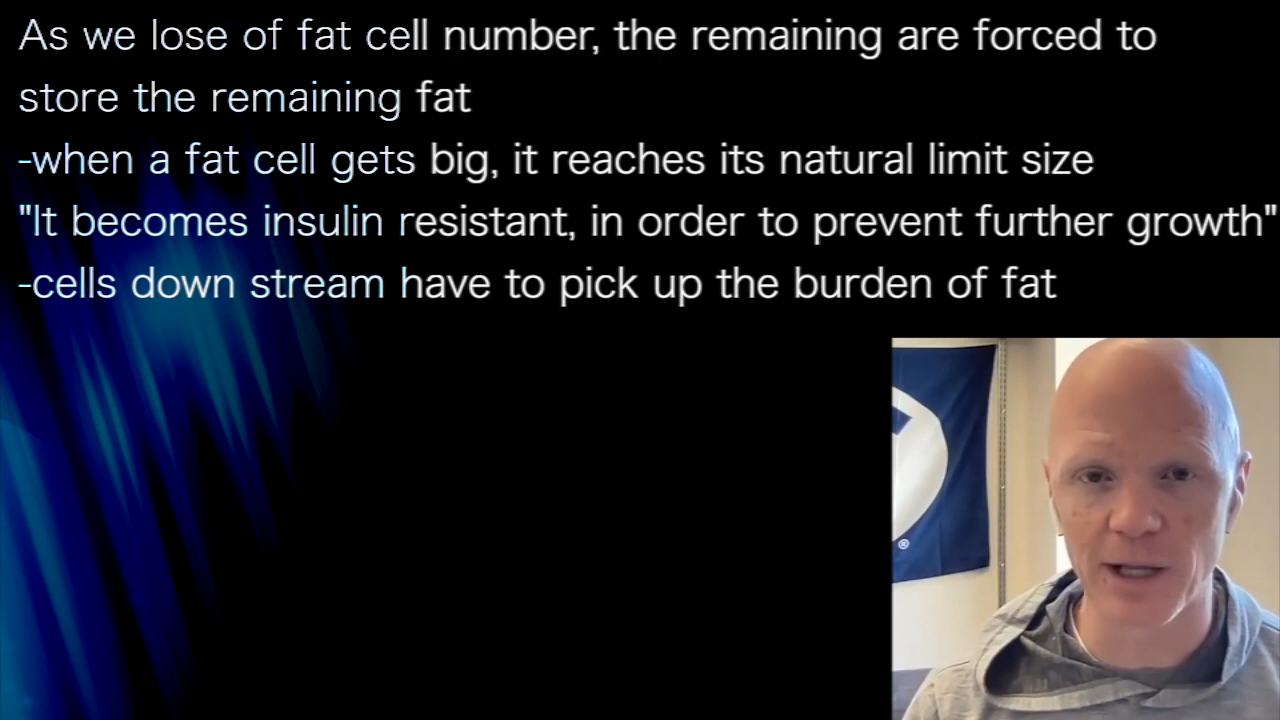 As we lose of fat cell number, the remaining are forced to
store the remaining fat
-when a fat cell gets big, it reaches its natural limit size
"It becomes insulin resistant, in order to prevent further growth"
-cells down stream have to pick up the burden of fat
®